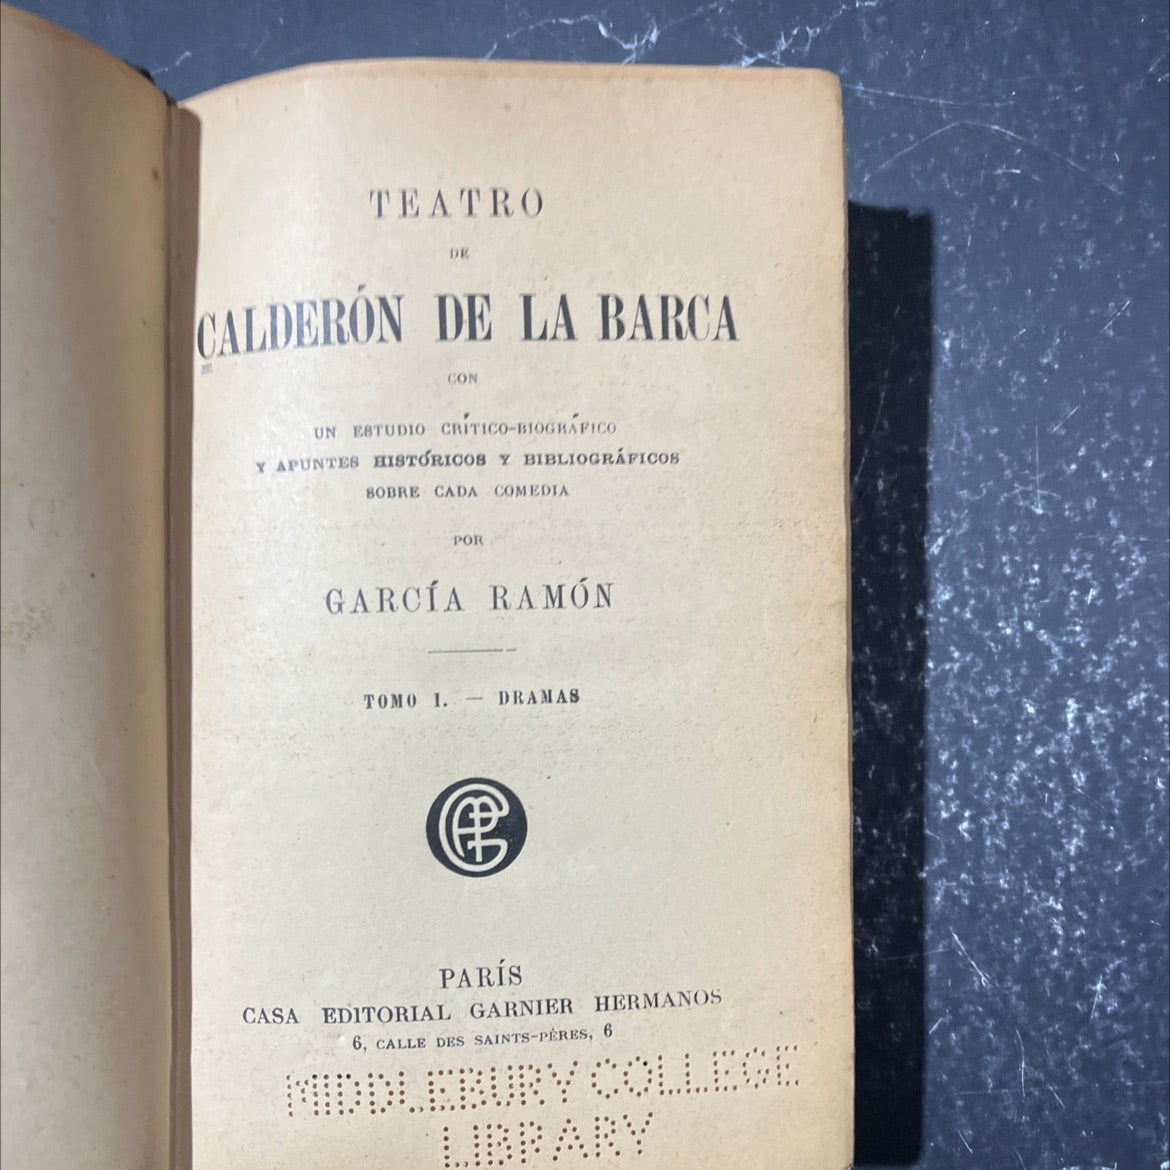 TEATRO
DE
CALDERÓN DE LA BARCA
CON
UN ESTUDIO CRÍTICO-BIOGRÁFICO
Y APUNTES HISTÓRICOS Y BIBLIOGRÁFICOS
SOBRE CADA COMEDIA
POR
GARCÍA RAMÓN
TOMO I. — DRAMAS
PARÍS
CASA EDITORIAL GARNIER HERMANOS
6, CALLE DES SAINTS-PÈRES, 6
MIDDLEBURY COLLEGE
LIBRARY